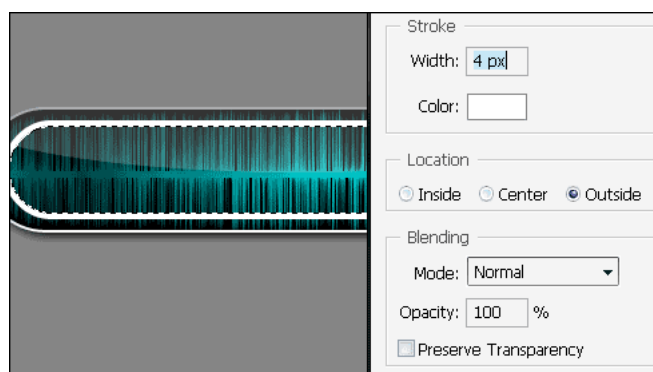 Stroke
Width: 4 px
Color:
Location
Inside Center Outside
Blending
Mode: Normal
Opacity: 100 %
Preserve Transparency